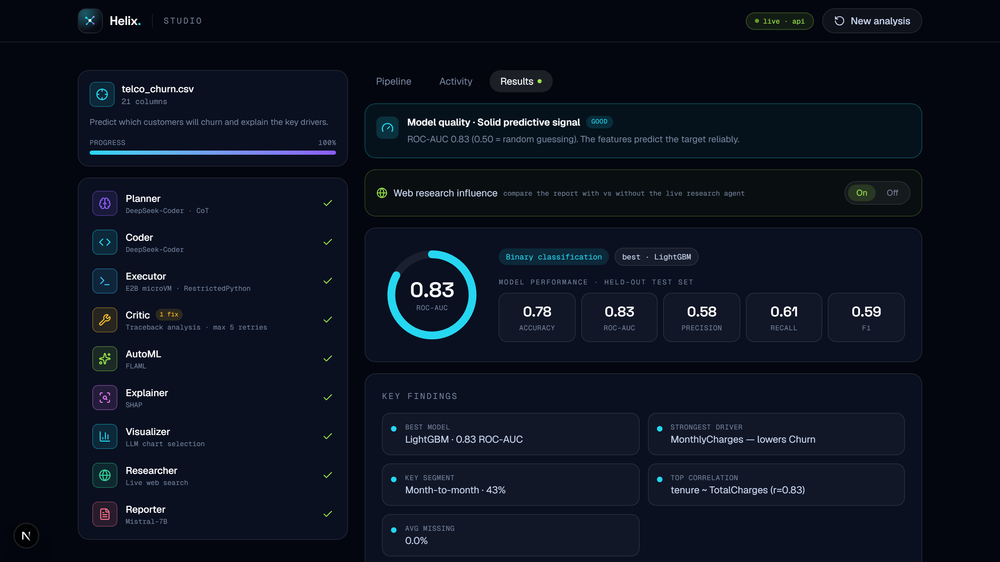 Helix.
STUDIO
live · api
New analysis
telco_churn.csv
21 columns
Predict which customers will churn and explain the key drivers.
PROGRESS 100%
Planner
DeepSeek-Coder · CoT
Coder
DeepSeek-Coder
Executor
E2B microVM · RestrictedPython
Critic 1 fix
Traceback analysis · max 5 retries
AutoML
FLAML
Explainer
SHAP
Visualizer
LLM chart selection
Researcher
Live web search
Reporter
Mistral-7B
N
Pipeline Activity Results
Model quality · Solid predictive signal GOOD
ROC-AUC 0.83 (0.50 = random guessing). The features predict the target reliably.
Web research influence compare the report with vs without the live research agent On Off
0.83
ROC-AUC
Binary classification best · LightGBM
MODEL PERFORMANCE · HELD-OUT TEST SET
0.78 0.83 0.58 0.61 0.59
ACCURACY ROC-AUC PRECISION RECALL F1
KEY FINDINGS
BEST MODEL
LightGBM · 0.83 ROC-AUC
STRONGEST DRIVER
MonthlyCharges — lowers Churn
KEY SEGMENT
Month-to-month · 43%
TOP CORRELATION
tenure ~ TotalCharges (r=0.83)
AVG MISSING
0.0%